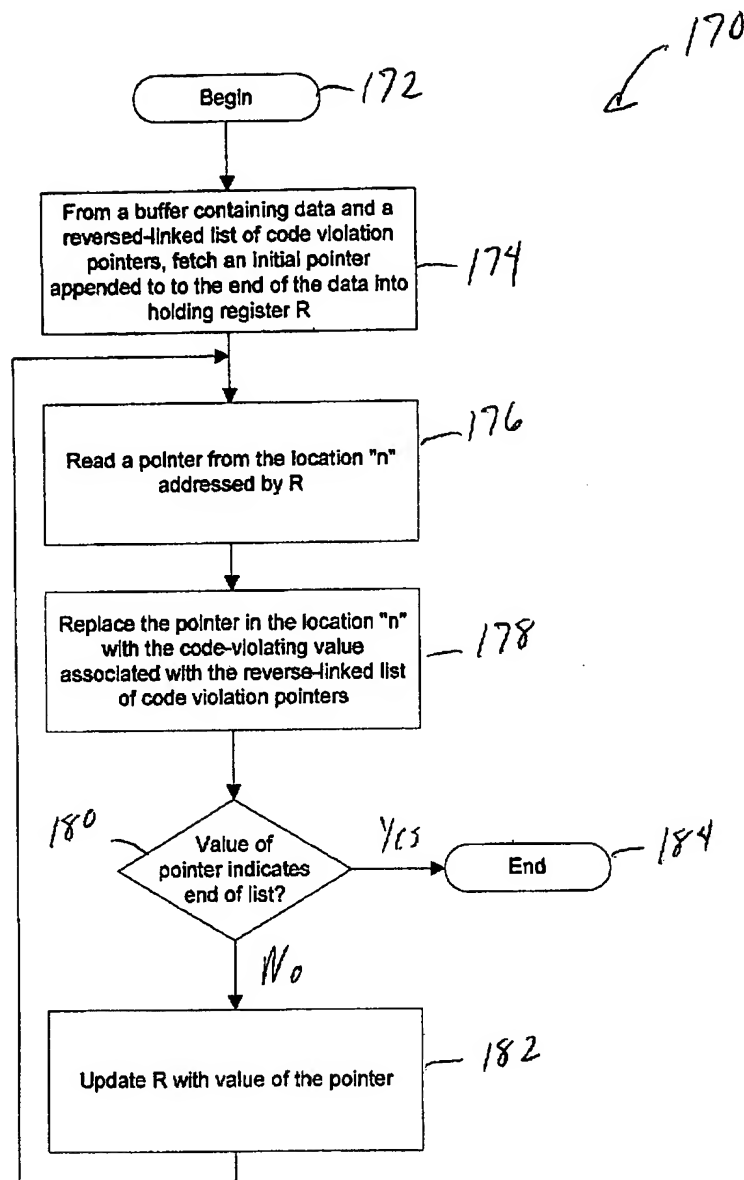 170
Begin
172
From a buffer containing data and a
reversed-linked list of code violation
pointers, fetch an initial pointer
appended to to the end of the data into
holding register R
174
Read a pointer from the location "n"
addressed by R
176
Replace the pointer in the location "n"
with the code-violating value
associated with the reverse-linked list
of code violation pointers
178
180
Value of
pointer indicates
end of list?
Yes
End
184
No
Update R with value of the pointer
182